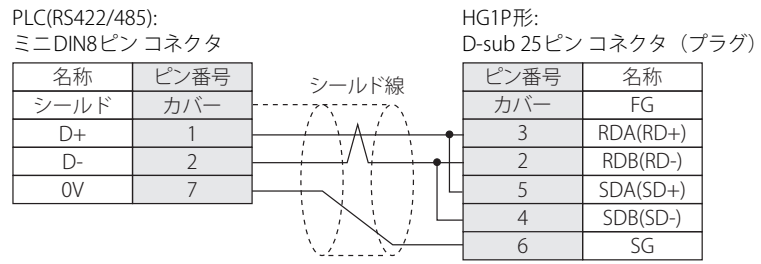 PLC(RS422/485):
ミニDIN8ピン コネクタ
HG1P形:
D-sub 25ピン コネクタ（プラグ）
名称 ピン番号
シールド カバー
D+ 1
D- 2
0V 7
シールド線
ピン番号 名称
カバー FG
3 RDA(RD+)
2 RDB(RD-)
5 SDA(SD+)
4 SDB(SD-)
6 SG